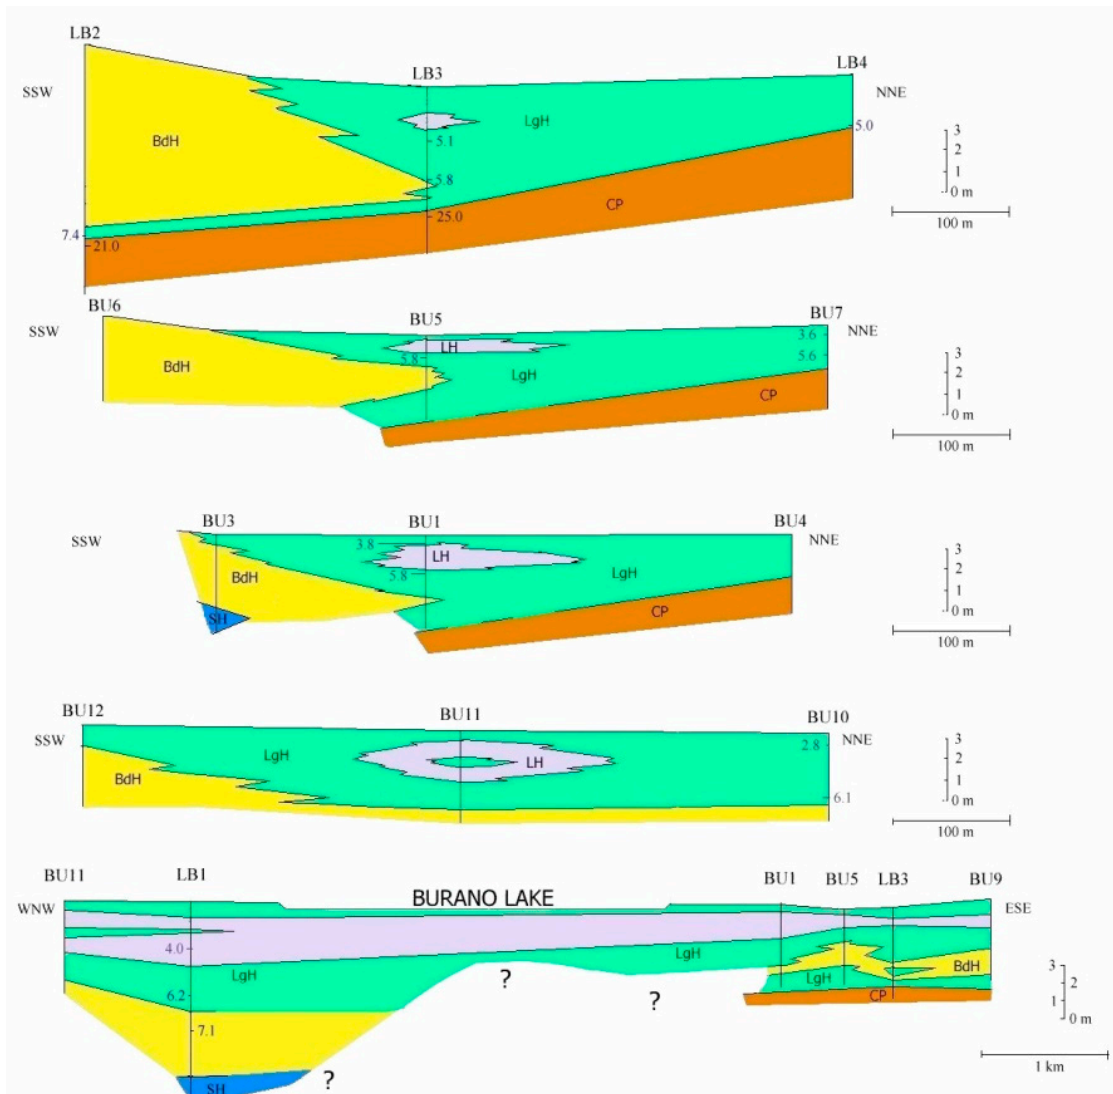 LB2
LB3
LB4
SSW
NNE
BdH
LgH
5.1
5.0
5.8
CP
25.0
7.4
21.0
3
2
1
0 m
100 m
BU6
BU5
BU7
SSW
NNE
LH
5.8
3.6
5.6
BdH
LgH
CP
3
2
1
0 m
100 m
BU3
BU1
BU4
SSW
NNE
3.8
LH
5.8
BdH
LgH
SH
CP
3
2
1
0 m
100 m
BU12
BU11
BU10
SSW
NNE
LgH
LH
2.8
BdH
6.1
3
2
1
0 m
100 m
BU11
LB1
BURANO LAKE
BU1
BU5
LB3
BU9
WNW
ESE
4.0
LgH
LgH
BdH
LgH
6.2
?
?
CP
7.1
SH
?
3
2
1
0 m
1 km